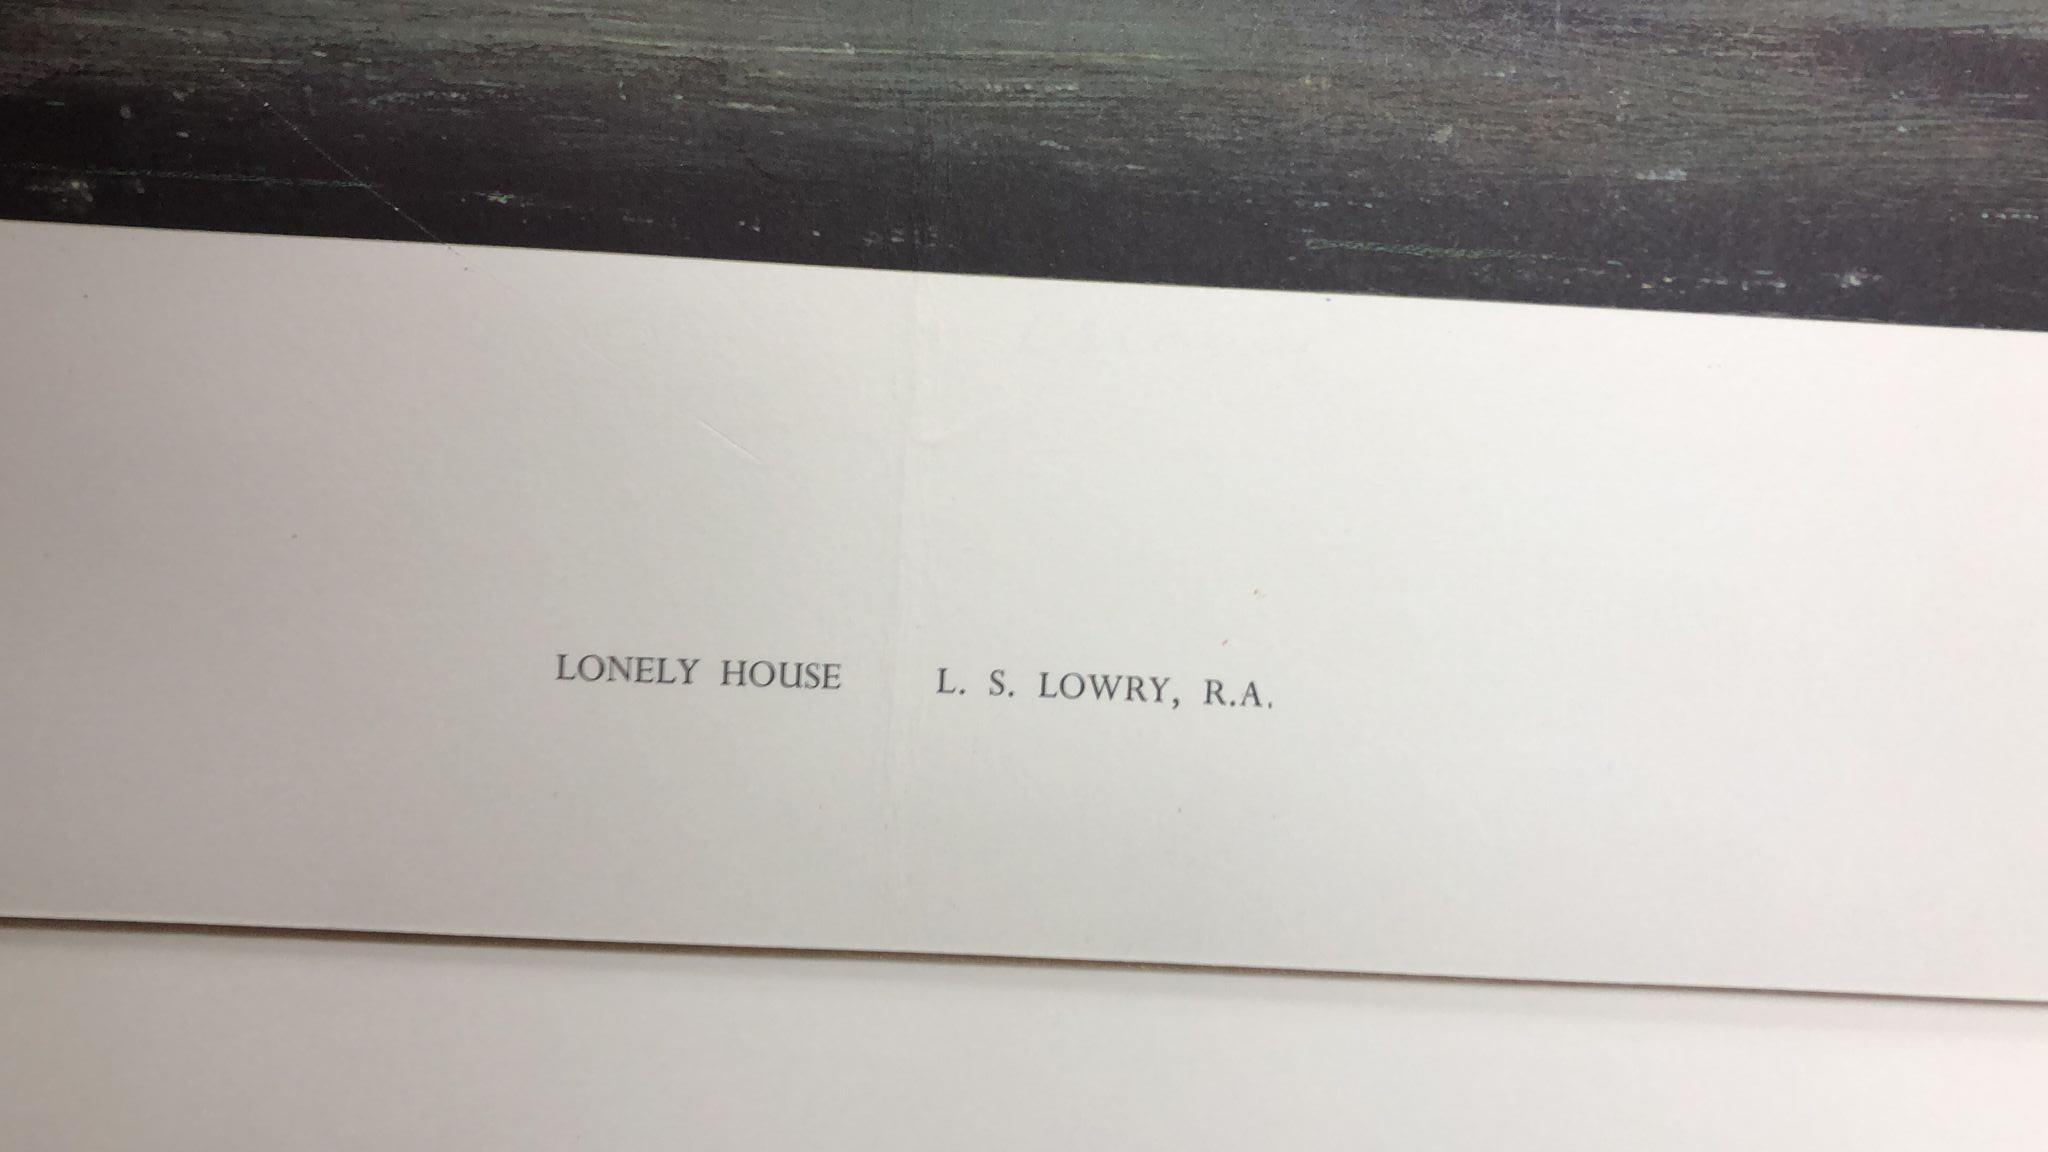 LONELY HOUSE L. S. LOWRY, R.A.